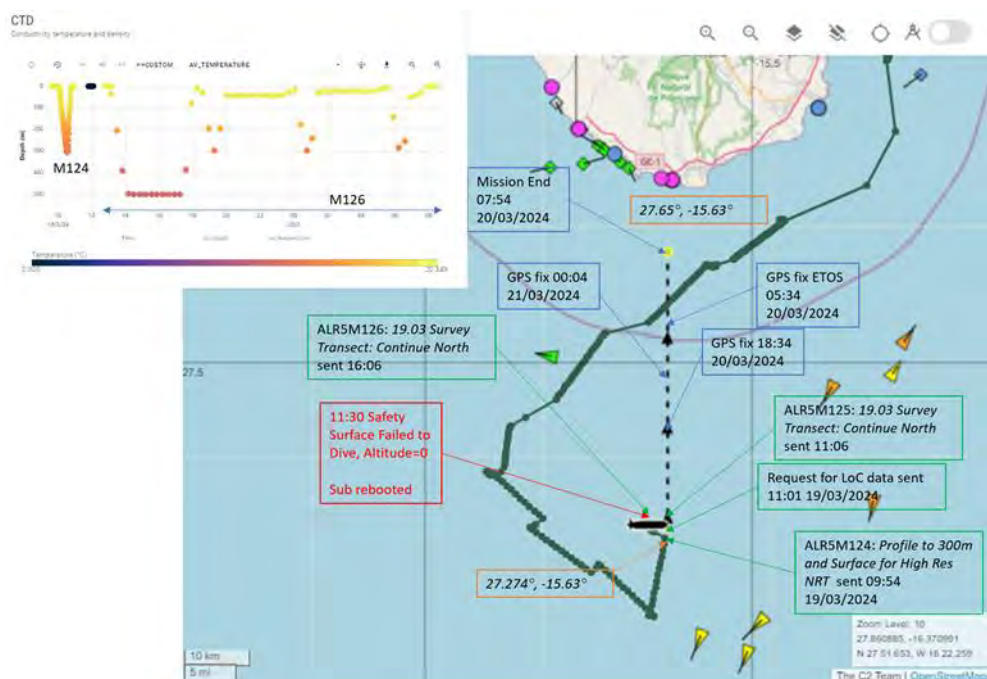 CTD
Conductivity temperature and density
++CUSTOM AV_TEMPERATURE
Depth (m)
M124
M126
Temperature (°C)
15.5
GC-1
Mission End
07:54
20/03/2024
27.65°, -15.63°
GPS fix 00:04
21/03/2024
GPS fix ETOS
05:34
20/03/2024
ALR5M126: 19.03 Survey
Transect: Continue North
sent 16:06
GPS fix 18:34
20/03/2024
27.5
11:30 Safety
Surface Failed to
Dive, Altitude=0
Sub rebooted
ALR5M125: 19.03 Survey
Transect: Continue North
sent 11:06
Request for LoC data sent
11:01 19/03/2024
ALR5M124: Profile to 300m
and Surface for High Res
NRT sent 09:54
19/03/2024
27.274°, -15.63°
Zoom Level: 10
27.860885, -16.370991
N 27 51.653, W 16 22.259
10 km
5 mi
The C2 Team | OpenStreetMap